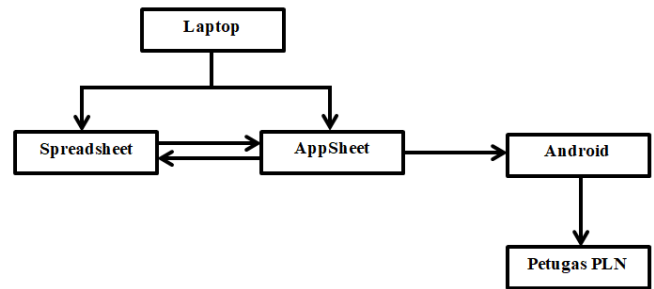 Laptop
Spreadsheet
AppSheet
Android
Petugas PLN